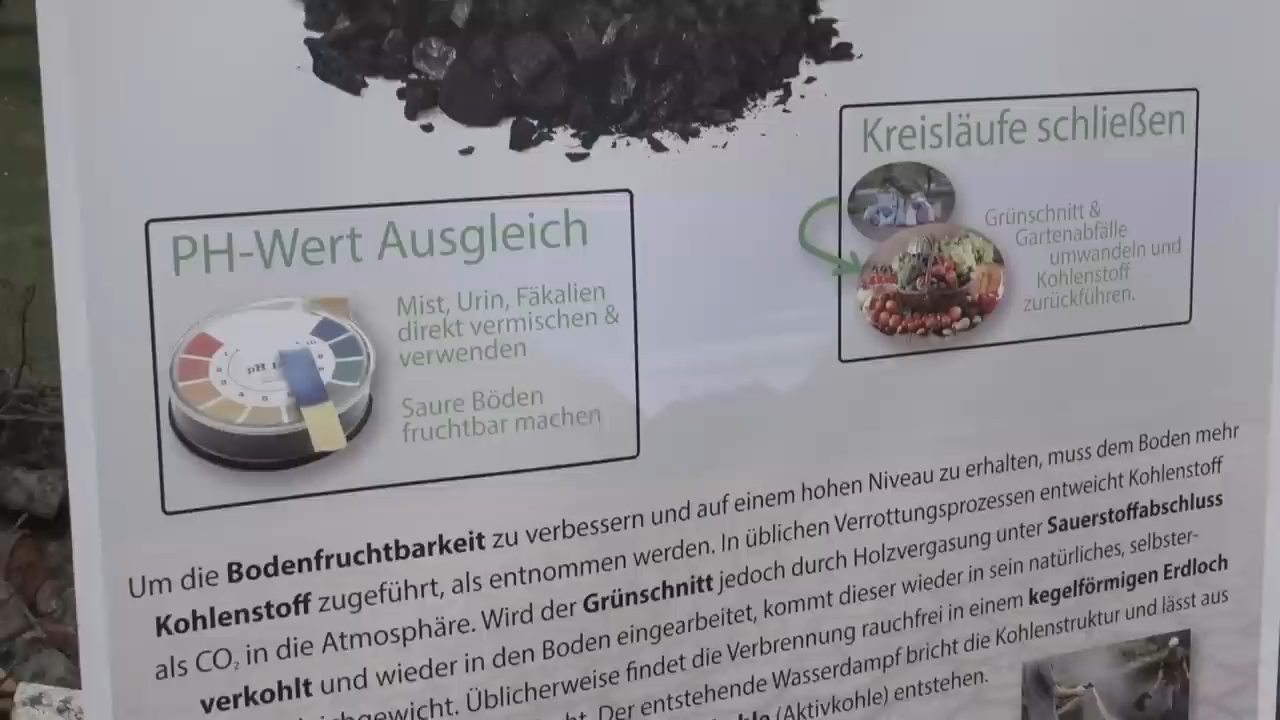 Kreisläufe schließen
Grünschnitt &
Gartenabfälle
umwandeln und
Kohlenstoff
zurückführen.
PH-Wert Ausgleich
Mist, Urin, Fäkalien
direkt vermischen &
verwenden
Saure Böden
fruchtbar machen
pH
Um die Bodenfruchtbarkeit zu verbessern und auf einem hohen Niveau zu erhalten, muss dem Boden mehr
Kohlenstoff zugeführt, als entnommen werden. In üblichen Verrottungsprozessen entweicht Kohlenstoff
als CO₂ in die Atmosphäre. Wird der Grünschnitt jedoch durch Holzvergasung unter Sauerstoffabschluss
verkohlt und wieder in den Boden eingearbeitet, kommt dieser wieder in sein natürliches, selbster-
gewicht. Üblicherweise findet die Verbrennung rauchfrei in einem kegelförmigen Erdloch
Der entstehende Wasserdampf bricht die Kohlenstruktur und lässt aus
(Aktivkohle) entstehen.